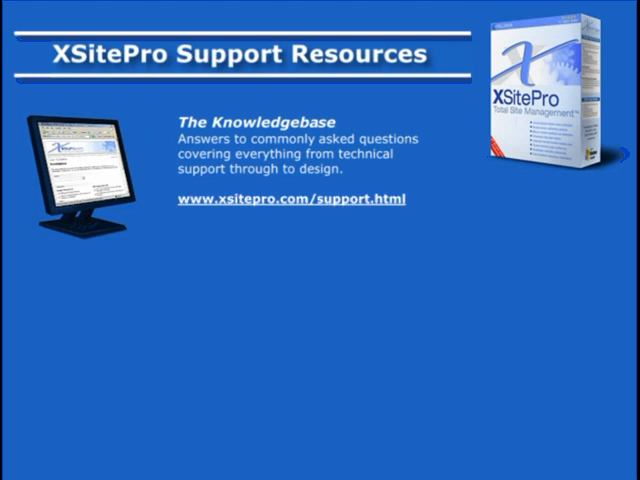 XSitePro Support Resources
XSitePro
Total Site Management™
The Knowledgebase
Answers to commonly asked questions
covering everything from technical
support through to design.
www.xsitepro.com/support.html